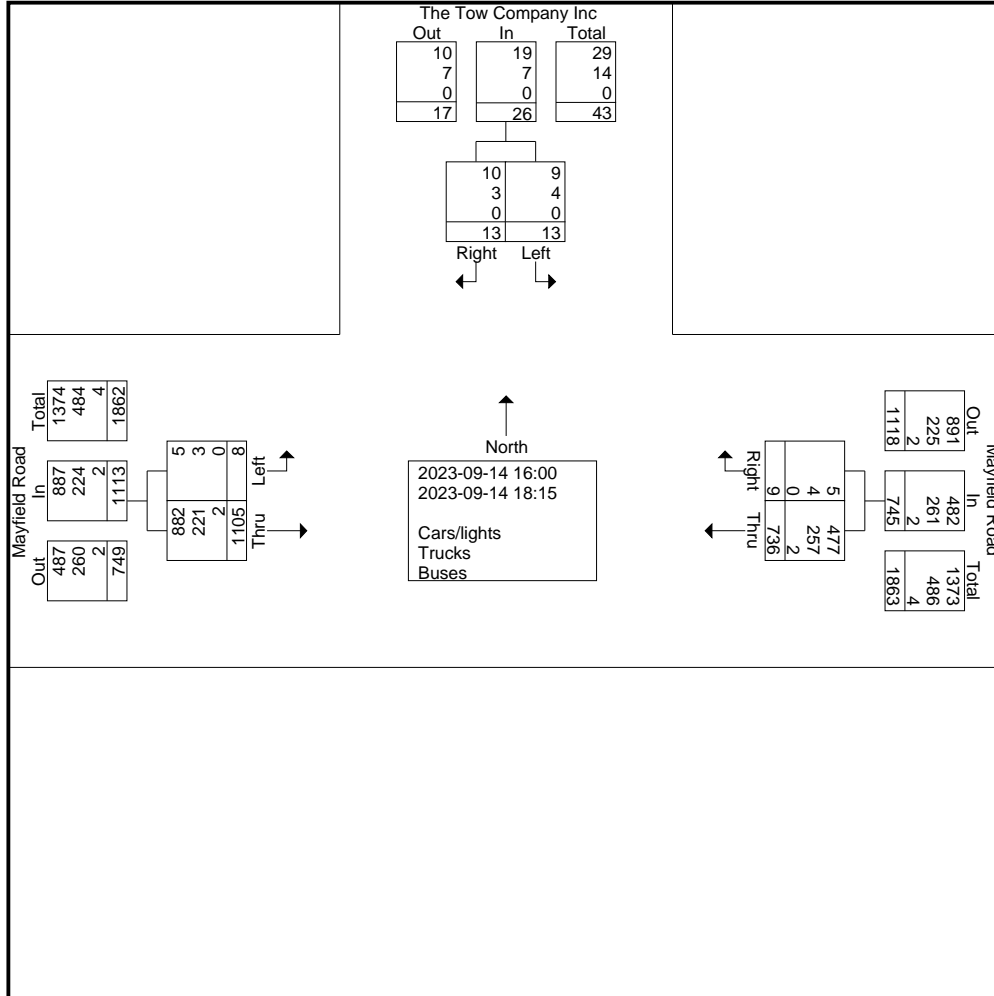 The Tow Company Inc
Out In Total
10 19 29
7 7 14
0 0 0
17 26 43
10 9
3 4
0 0
13 13
Right Left
North
2023-09-14 16:00
2023-09-14 18:15
Cars/lights
Trucks
Buses
Mayfield Road
Total
1374
484
4
1862
In
887
224
2
1113
Out
487
260
2
749
Left
5
3
0
8
Thru
882
221
2
1105
Mayfield Road
Out
891
225
2
1118
In
482
261
2
745
Total
1373
486
4
1863
Right
5
4
0
9
Thru
477
257
2
736